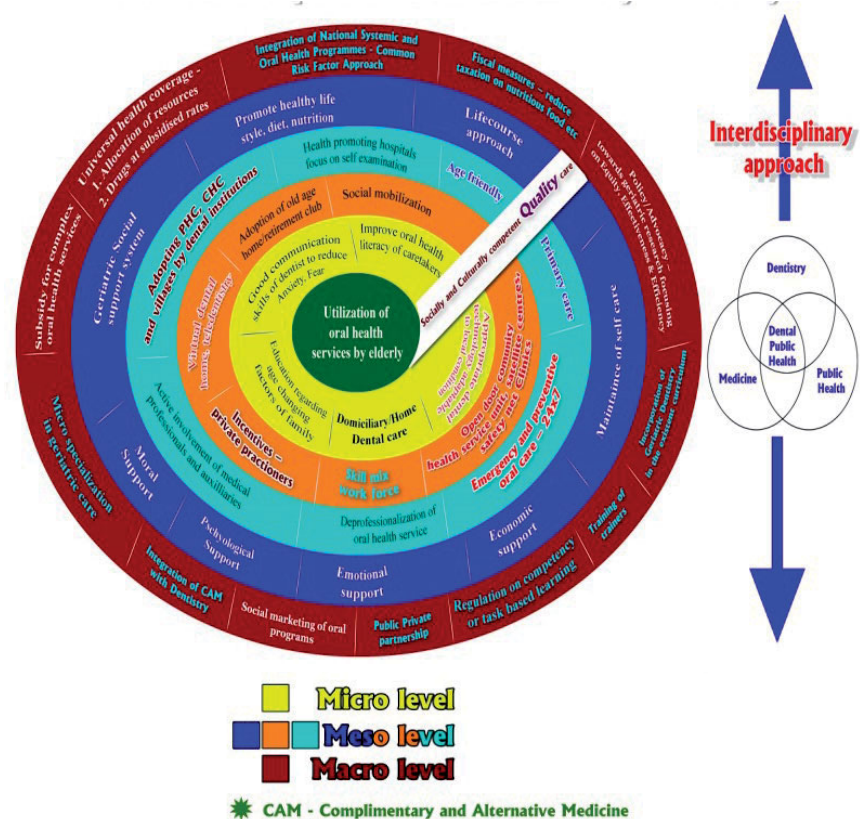 Integration of National Systemic and
Oral Health Programmes - Common
Risk Factor Approach
Fiscal measures – reduce
taxation on nutritious food etc
Policy/Advocacy
towards geriatric research focusing
on Equity, Effectiveness & Efficiency
Interpoation of
Geriatric Dentistry
in the existent curriculum
Training of
trainers
Regulation on competency
or task based learning
Public Private
partnership
Social marketing of oral
programs
Integration of CAM
with Dentistry
Micro specialization
in geriatric care
Subsidy for complex
oral health services
Universal health coverage -
1. Allocation of resources
2. Drugs at subsidised rates
Promote healthy life
style, diet, nutrition
Lifecourse
approach
Maintaince of self care
Economic
support
Emotional
support
Pschyological
Support
Moral
Support
Geriatric Social
support system
Health promoting hospitals
focus on self examination
Age friendly
Primary care
Emergency and preventive
oral care – 24x7
Deprofessionalization of
oral health service
Active involvement of medical
professionals and auxilliaries
Adopting PHC, CHC
and villages by dental institutions
Adoption of old age
home/retirement club
Social mobilization
Open door community
health service units, satellite centres,
safety net Clinics
Skill mix
work force
Incentives –
private practioners
Virtual dental
home, teledentistry
Good communication
skills of dentist to reduce
Anxiety, Fear
Improve oral health
literacy of caretakers
to local condition
Domiciliary/Home
Dental care
Education regarding
age changing
factors of family
Utilization of
oral health
services by elderly
Socially and Culturally competent Quality care
Interdisciplinary
approach
Dentistry
Dental
Public
Health
Medicine
Public
Health
Micro level
Meso level
Macro level
CAM - Complimentary and Alternative Medicine